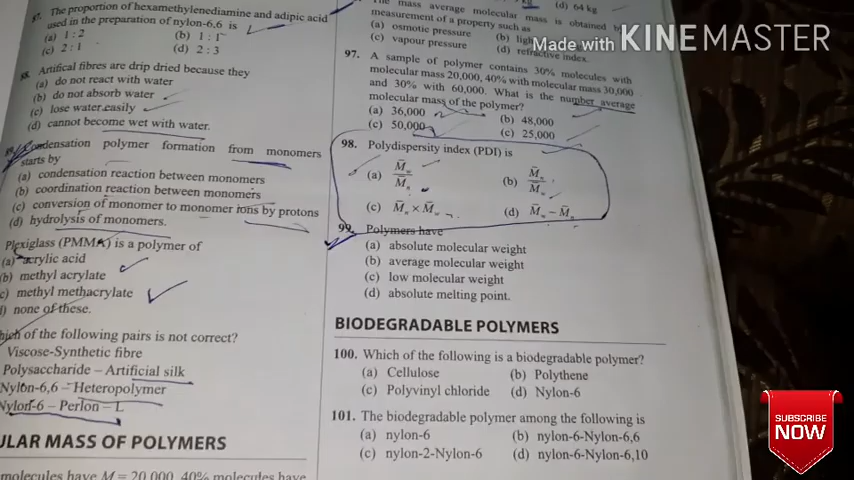 87. The proportion of hexamethylenediamine and adipic acid
used in the preparation of nylon-6,6 is
(a) 1 : 2 (b) 1 : 1
(c) 2 : 1 (d) 2 : 3
88. Artifical fibres are drip dried because they
(a) do not react with water
(b) do not absorb water
(c) lose water easily
(d) cannot become wet with water.
Condensation polymer formation from monomers
starts by
(a) condensation reaction between monomers
(b) coordination reaction between monomers
(c) conversion of monomer to monomer ions by protons
(d) hydrolysis of monomers.
Plexiglass (PMMA) is a polymer of
(a) acrylic acid
(b) methyl acrylate
c) methyl methacrylate
) none of these.
hich of the following pairs is not correct?
Viscose-Synthetic fibre
Polysaccharide – Artificial silk
Nylon-6,6 – Heteropolymer
Nylon-6 – Perlon – L
ULAR MASS OF POLYMERS
molecules have M = 20,000, 40% molecules have
kg (d) 64 kg
The mass average molecular mass is obtained by
measurement of a property such as
(a) osmotic pressure (b)
(c) vapour pressure (d) refractive index.
97. A sample of polymer contains 30% molecules with
molecular mass 20,000, 40% with molecular mass 30,000
and 30% with 60,000. What is the number average
molecular mass of the polymer?
(a) 36,000 (b) 48,000
(c) 50,000 (c) 25,000
98. Polydispersity index (PDI) is
(a) M̄w / M̄n (b) M̄n / M̄w
(c) M̄n × M̄w (d) M̄w – M̄n
99. Polymers have
(a) absolute molecular weight
(b) average molecular weight
(c) low molecular weight
(d) absolute melting point.
BIODEGRADABLE POLYMERS
100. Which of the following is a biodegradable polymer?
(a) Cellulose (b) Polythene
(c) Polyvinyl chloride (d) Nylon-6
101. The biodegradable polymer among the following is
(a) nylon-6 (b) nylon-6-Nylon-6,6
(c) nylon-2-Nylon-6 (d) nylon-6-Nylon-6,10
Made with KINEMASTER
SUBSCRIBE
NOW